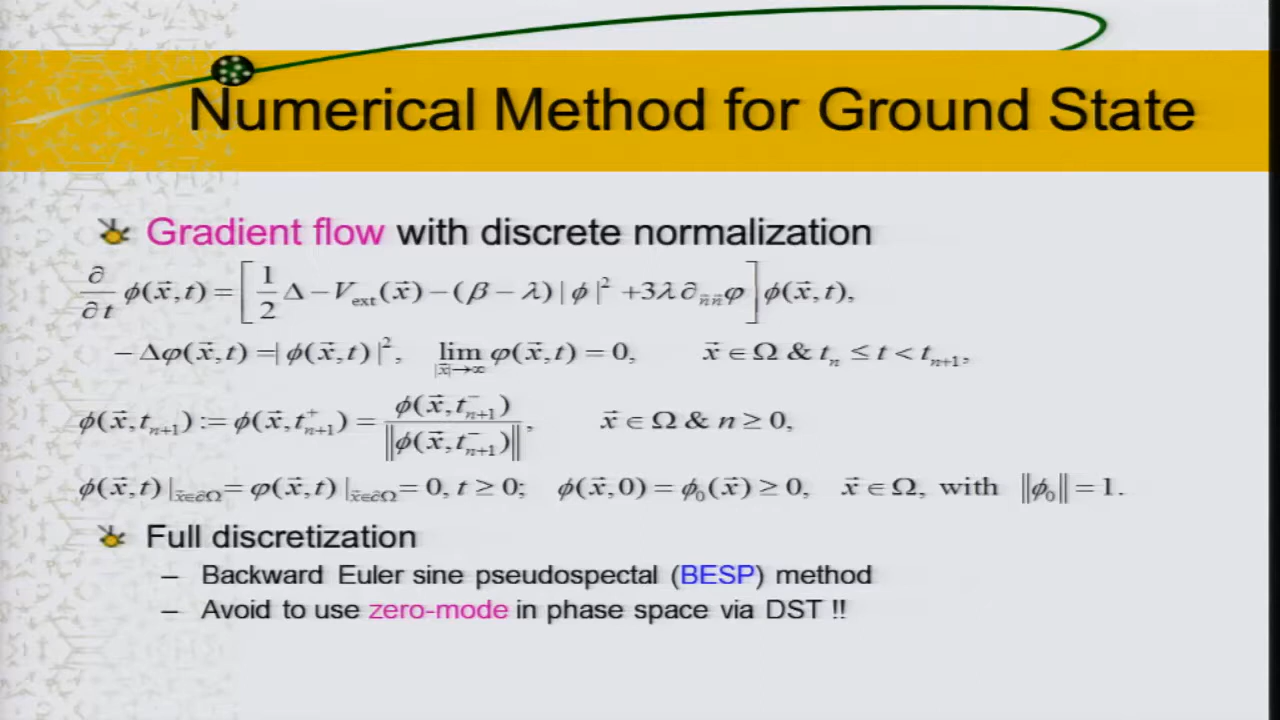 Numerical Method for Ground State
Gradient flow with discrete normalization
∂/∂t ϕ(x⃗,t) = [1/2 Δ − V_ext(x⃗) − (β − λ) | ϕ |² + 3λ ∂_{n⃗n⃗} φ] ϕ(x⃗,t),
− Δφ(x⃗,t) = | ϕ(x⃗,t) |², lim_{|x⃗|→∞} φ(x⃗,t) = 0, x⃗ ∈ Ω & t_n ≤ t < t_{n+1},
ϕ(x⃗,t_{n+1}) := ϕ(x⃗,t⁺_{n+1}) = ϕ(x⃗,t⁻_{n+1}) / ‖ϕ(x⃗,t⁻_{n+1})‖, x⃗ ∈ Ω & n ≥ 0,
ϕ(x⃗,t) |_{x⃗∈∂Ω} = φ(x⃗,t) |_{x⃗∈∂Ω} = 0, t ≥ 0; ϕ(x⃗,0) = ϕ₀(x⃗) ≥ 0, x⃗ ∈ Ω, with ‖ϕ₀‖ = 1.
Full discretization
– Backward Euler sine pseudospectal (BESP) method
– Avoid to use zero-mode in phase space via DST !!